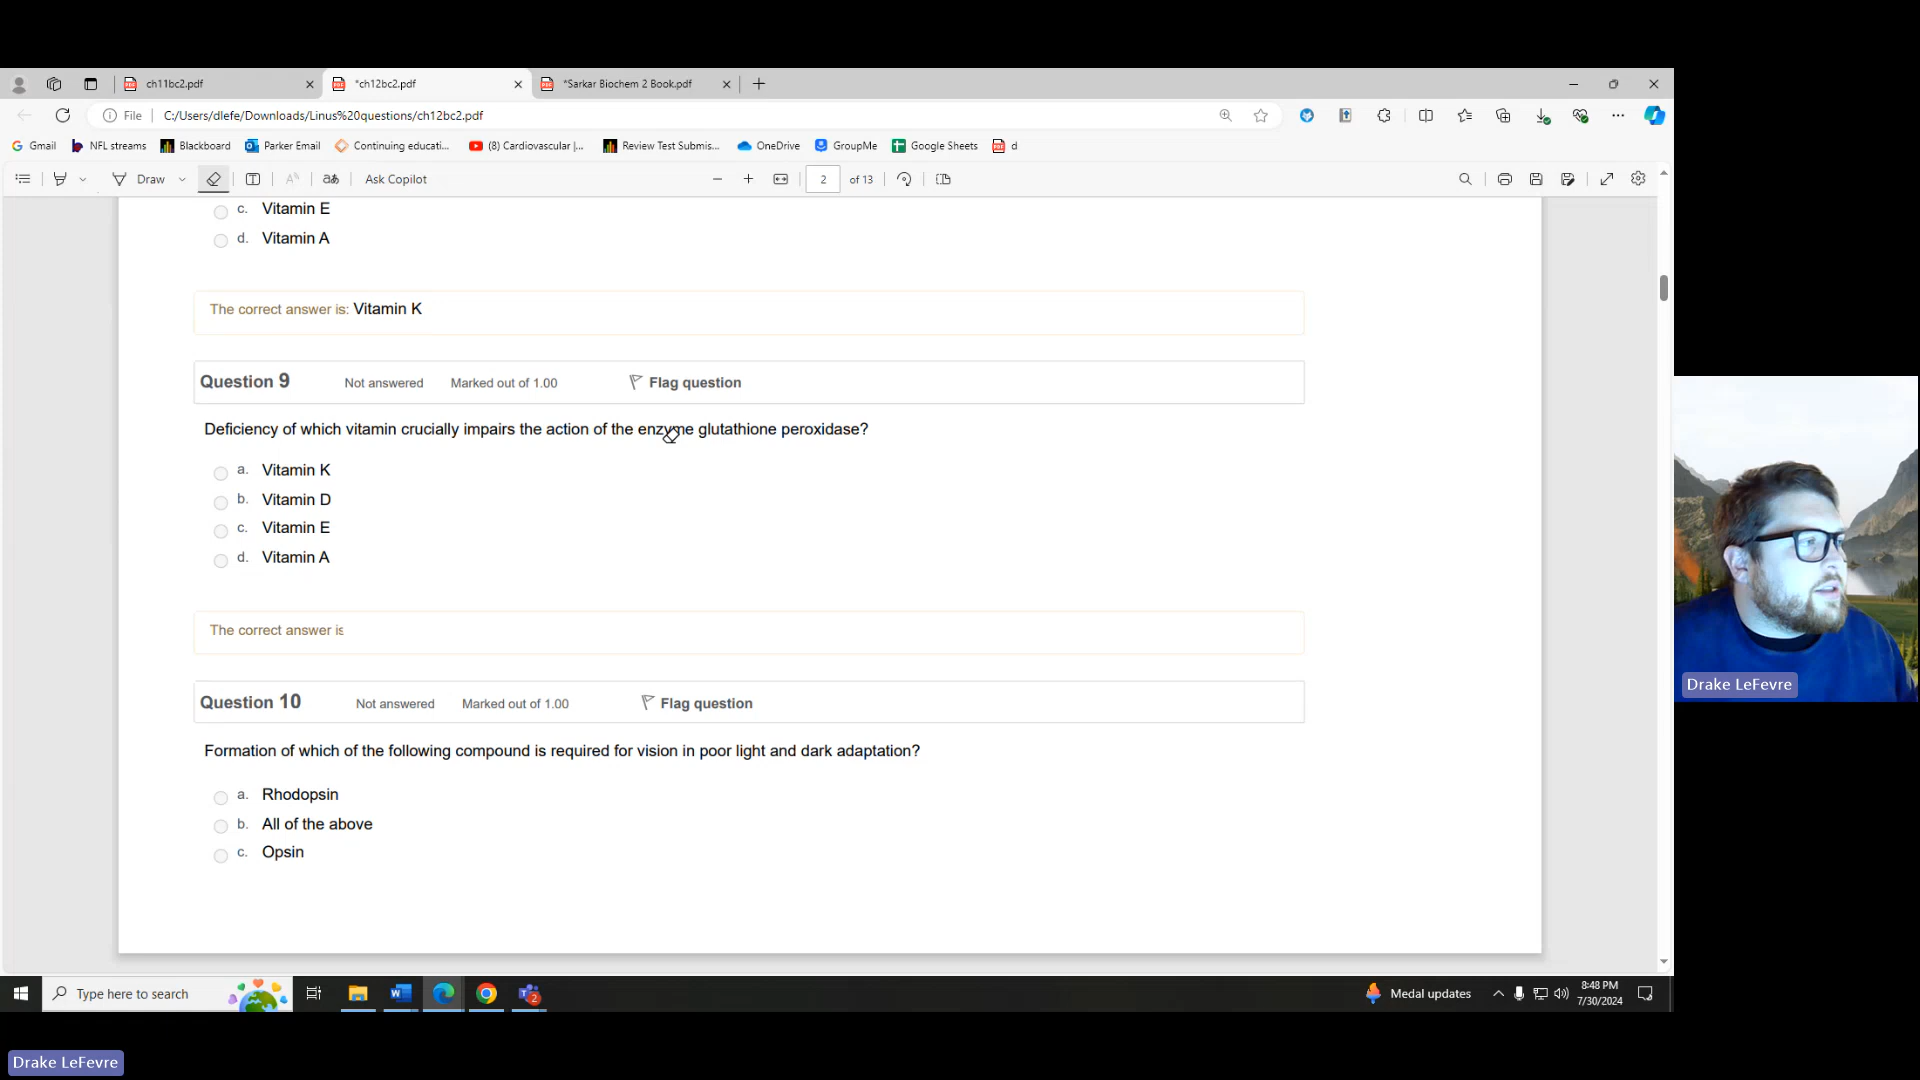 ch11bc2.pdf
*ch12bc2.pdf
*Sarkar Biochem 2 Book.pdf
File
C:/Users/dlefe/Downloads/Linus%20questions/ch12bc2.pdf
Gmail
NFL streams
Blackboard
Parker Email
Continuing educati...
(8) Cardiovascular |...
Review Test Submis...
OneDrive
GroupMe
Google Sheets
d
Draw
Ask Copilot
2
of 13
c. Vitamin E
d. Vitamin A
The correct answer is: Vitamin K
Question 9 Not answered Marked out of 1.00 Flag question
Deficiency of which vitamin crucially impairs the action of the enzyme glutathione peroxidase?
a. Vitamin K
b. Vitamin D
c. Vitamin E
d. Vitamin A
The correct answer is
Question 10 Not answered Marked out of 1.00 Flag question
Formation of which of the following compound is required for vision in poor light and dark adaptation?
a. Rhodopsin
b. All of the above
c. Opsin
Drake LeFevre
Type here to search
2
Medal updates
8:48 PM
7/30/2024
Drake LeFevre